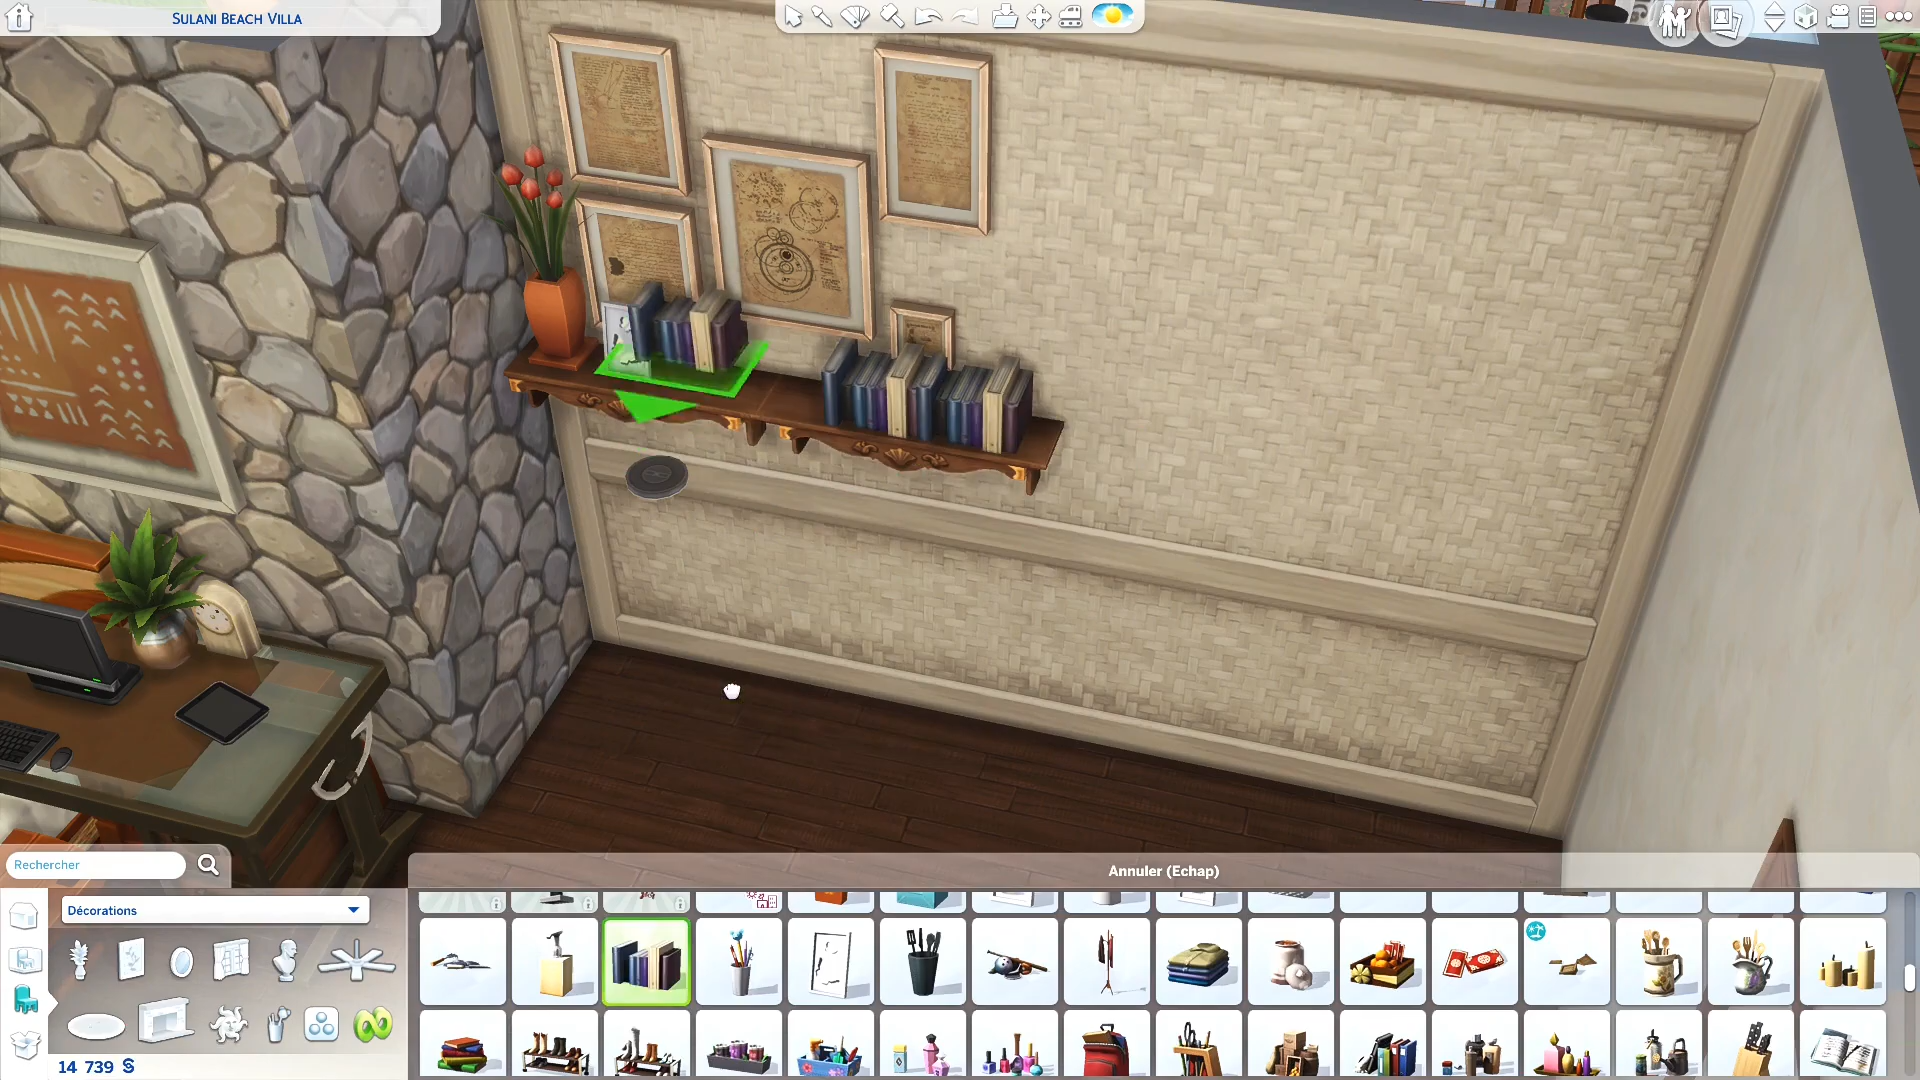 Sulani Beach Villa
Rechercher
Annuler (Echap)
Décorations
14 739 §